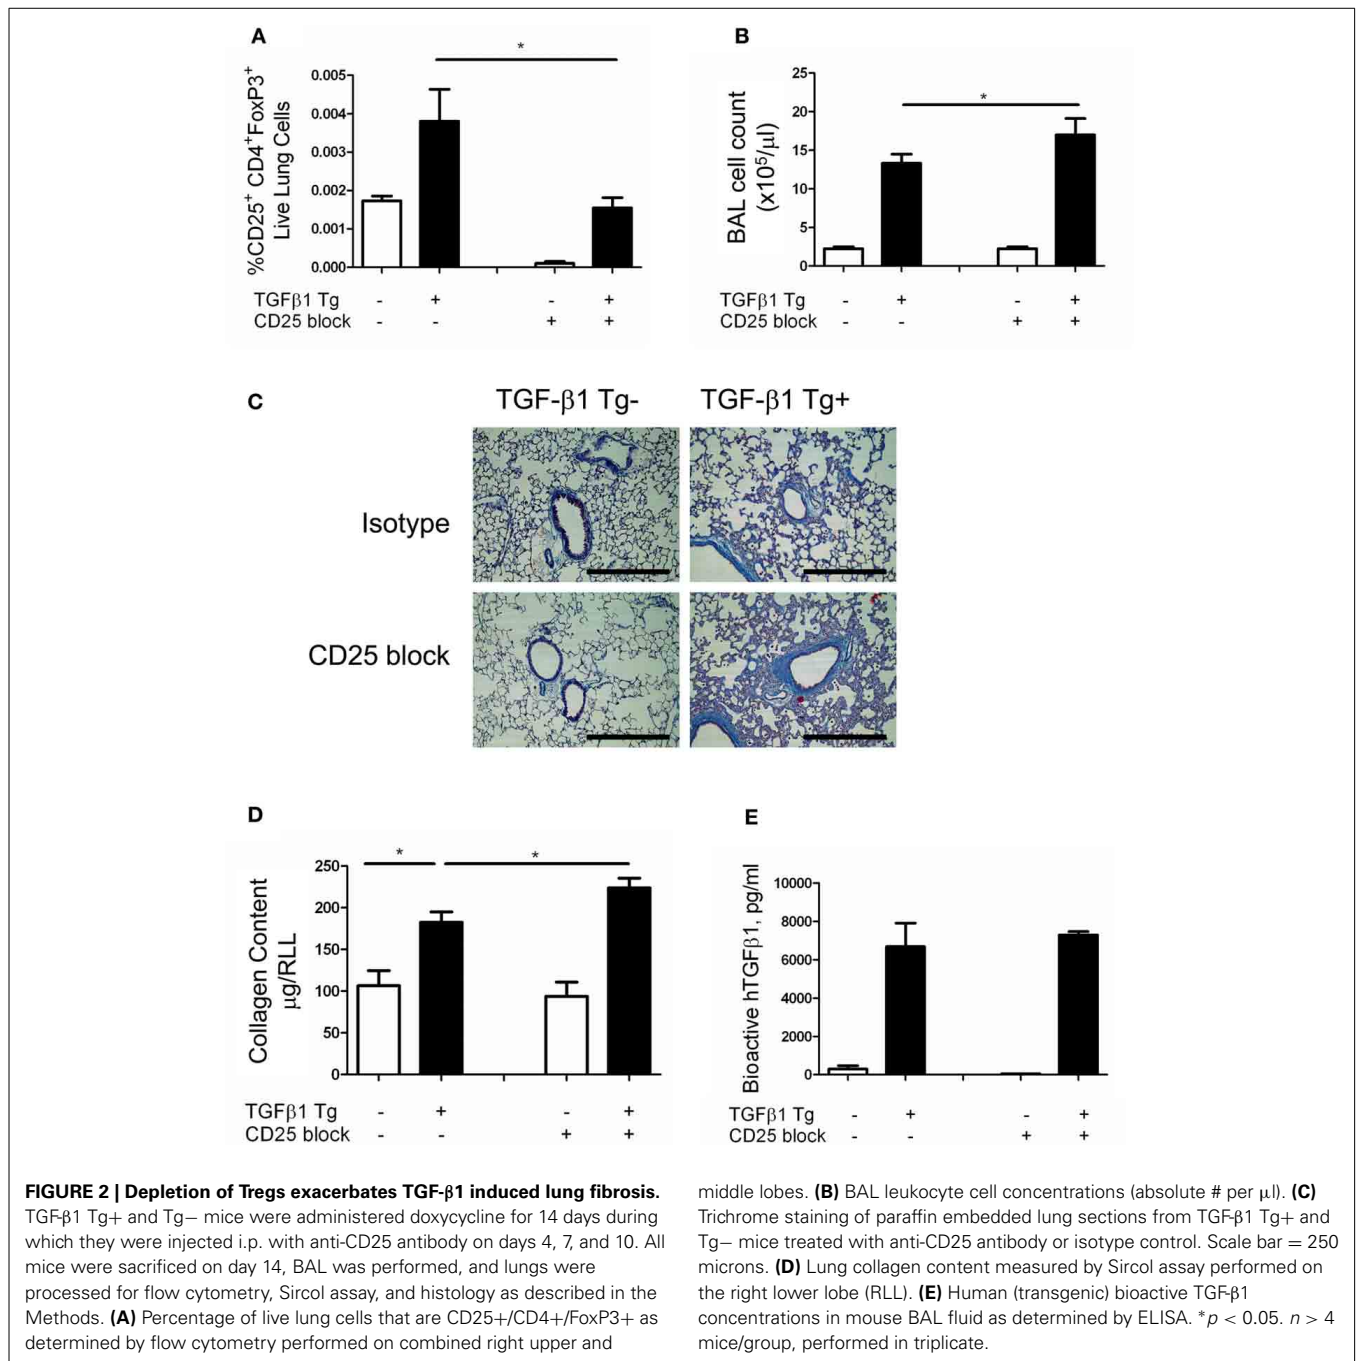 A
*
%CD25+ CD4+FoxP3+
Live Lung Cells
0.005
0.004
0.003
0.002
0.001
0.000
TGFβ1 Tg - + - +
CD25 block - - + +
B
*
BAL cell count
(x10⁵/μl)
25
20
15
10
5
0
TGFβ1 Tg - + - +
CD25 block - - + +
C
TGF-β1 Tg- TGF-β1 Tg+
Isotype
CD25 block
D
* *
Collagen Content
μg/RLL
250
200
150
100
50
0
TGFβ1 Tg - + - +
CD25 block - - + +
E
Bioactive hTGFβ1, pg/ml
10000
8000
6000
4000
2000
0
TGFβ1 Tg - + - +
CD25 block - - + +
FIGURE 2 | Depletion of Tregs exacerbates TGF-β1 induced lung fibrosis.
TGF-β1 Tg+ and Tg− mice were administered doxycycline for 14 days during
which they were injected i.p. with anti-CD25 antibody on days 4, 7, and 10. All
mice were sacrificed on day 14, BAL was performed, and lungs were
processed for flow cytometry, Sircol assay, and histology as described in the
Methods. (A) Percentage of live lung cells that are CD25+/CD4+/FoxP3+ as
determined by flow cytometry performed on combined right upper and
middle lobes. (B) BAL leukocyte cell concentrations (absolute # per μl). (C)
Trichrome staining of paraffin embedded lung sections from TGF-β1 Tg+ and
Tg− mice treated with anti-CD25 antibody or isotype control. Scale bar = 250
microns. (D) Lung collagen content measured by Sircol assay performed on
the right lower lobe (RLL). (E) Human (transgenic) bioactive TGF-β1
concentrations in mouse BAL fluid as determined by ELISA. *p < 0.05. n > 4
mice/group, performed in triplicate.